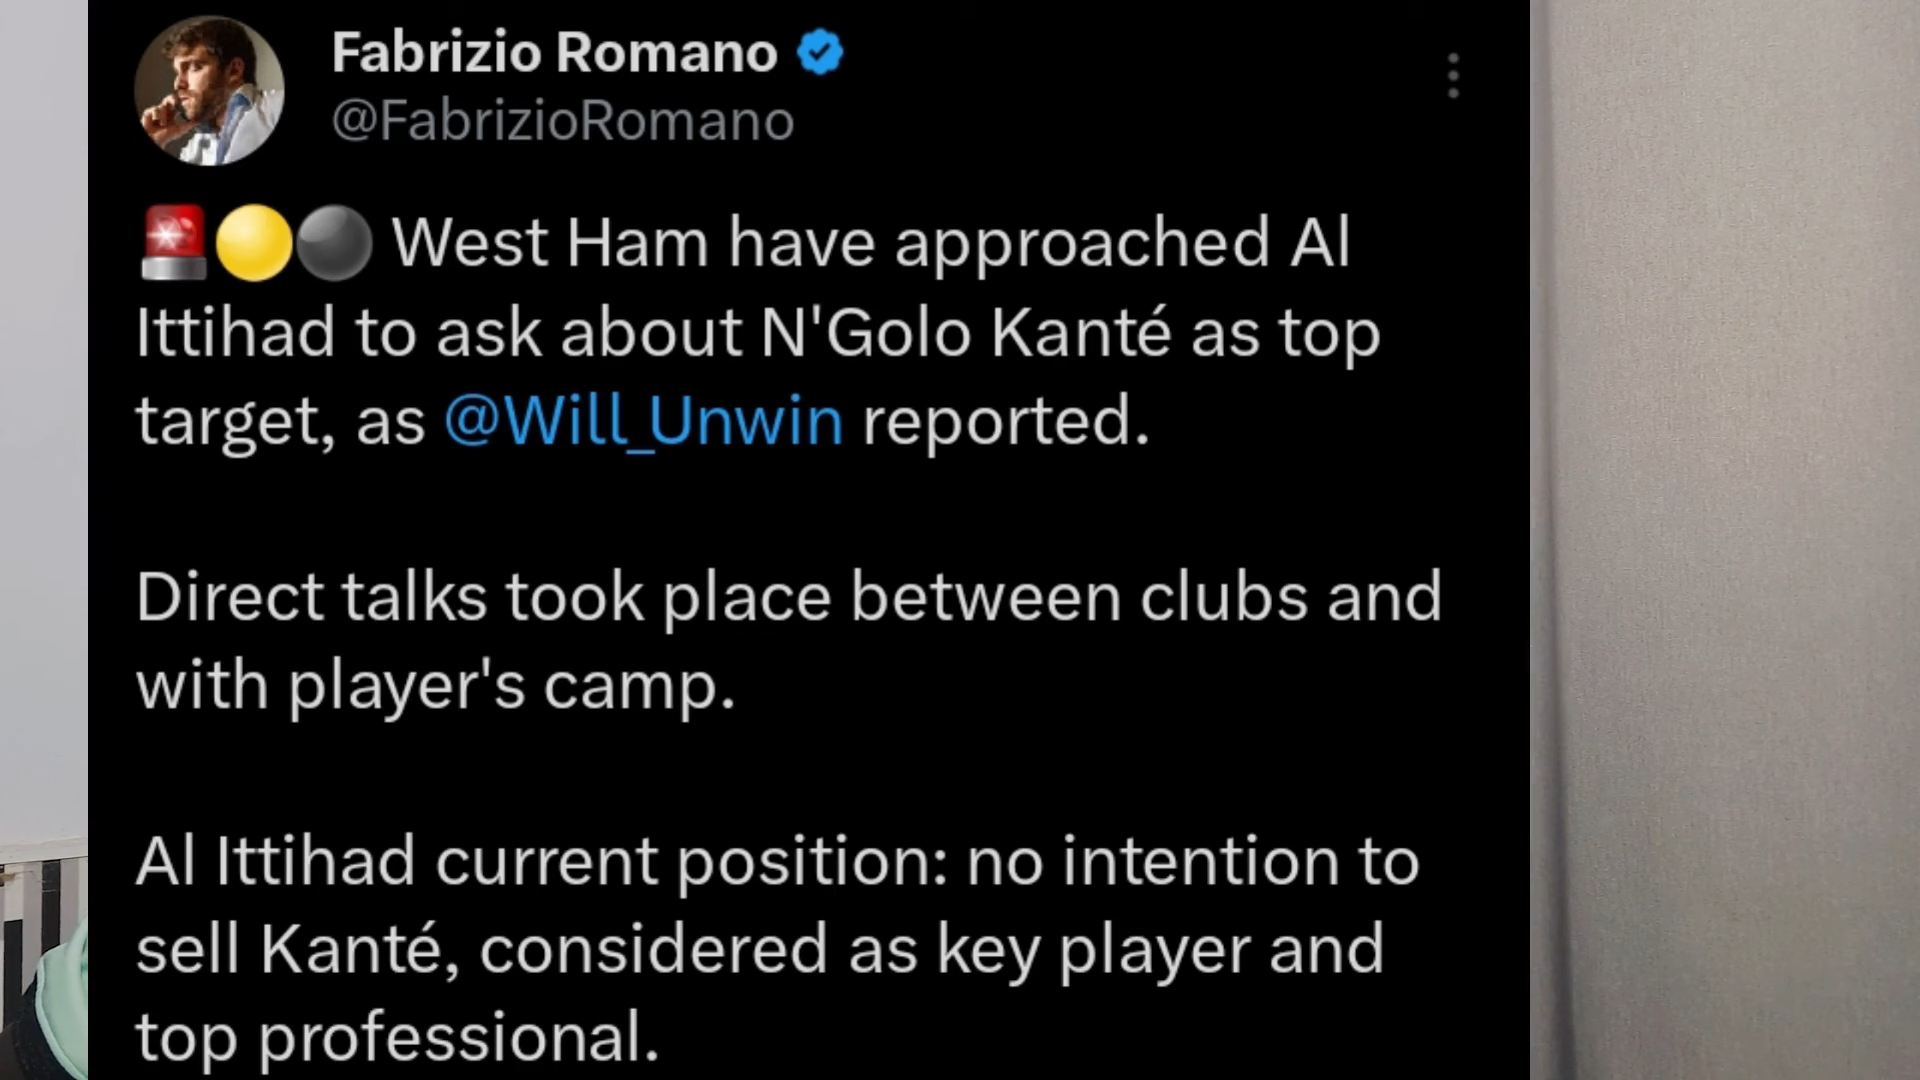 Fabrizio Romano
@FabrizioRomano
🚨🟡⚫ West Ham have approached Al
Ittihad to ask about N'Golo Kanté as top
target, as @Will_Unwin reported.
Direct talks took place between clubs and
with player's camp.
Al Ittihad current position: no intention to
sell Kanté, considered as key player and
top professional.